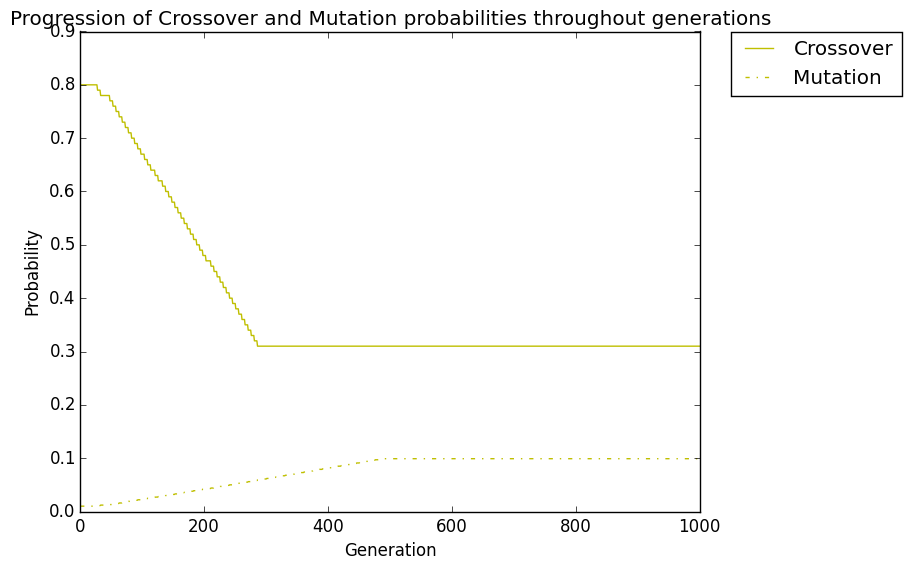 Progression of Crossover and Mutation probabilities throughout generations
0.9
0.8
0.7
0.6
0.5
0.4
0.3
0.2
0.1
0.0
Probability
0 200 400 600 800 1000
Generation
Crossover
Mutation